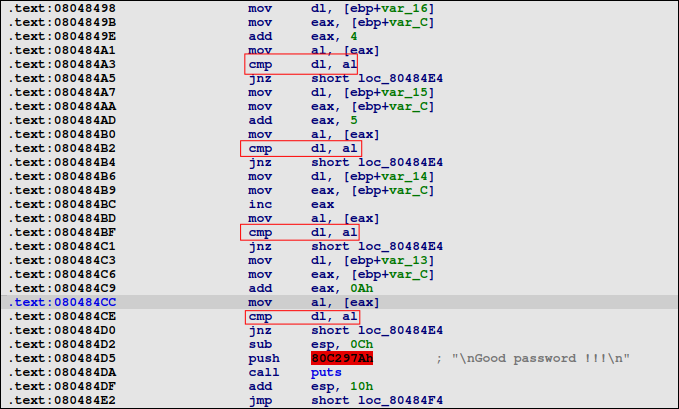 .text:08048498 mov dl, [ebp+var_16]
.text:0804849B mov eax, [ebp+var_C]
.text:0804849E add eax, 4
.text:080484A1 mov al, [eax]
.text:080484A3 cmp dl, al
.text:080484A5 jnz short loc_80484E4
.text:080484A7 mov dl, [ebp+var_15]
.text:080484AA mov eax, [ebp+var_C]
.text:080484AD add eax, 5
.text:080484B0 mov al, [eax]
.text:080484B2 cmp dl, al
.text:080484B4 jnz short loc_80484E4
.text:080484B6 mov dl, [ebp+var_14]
.text:080484B9 mov eax, [ebp+var_C]
.text:080484BC inc eax
.text:080484BD mov al, [eax]
.text:080484BF cmp dl, al
.text:080484C1 jnz short loc_80484E4
.text:080484C3 mov dl, [ebp+var_13]
.text:080484C6 mov eax, [ebp+var_C]
.text:080484C9 add eax, 0Ah
.text:080484CC mov al, [eax]
.text:080484CE cmp dl, al
.text:080484D0 jnz short loc_80484E4
.text:080484D2 sub esp, 0Ch
.text:080484D5 push 80C297Ah ; "\nGood password !!!\n"
.text:080484DA call puts
.text:080484DF add esp, 10h
.text:080484E2 jmp short loc_80484F4